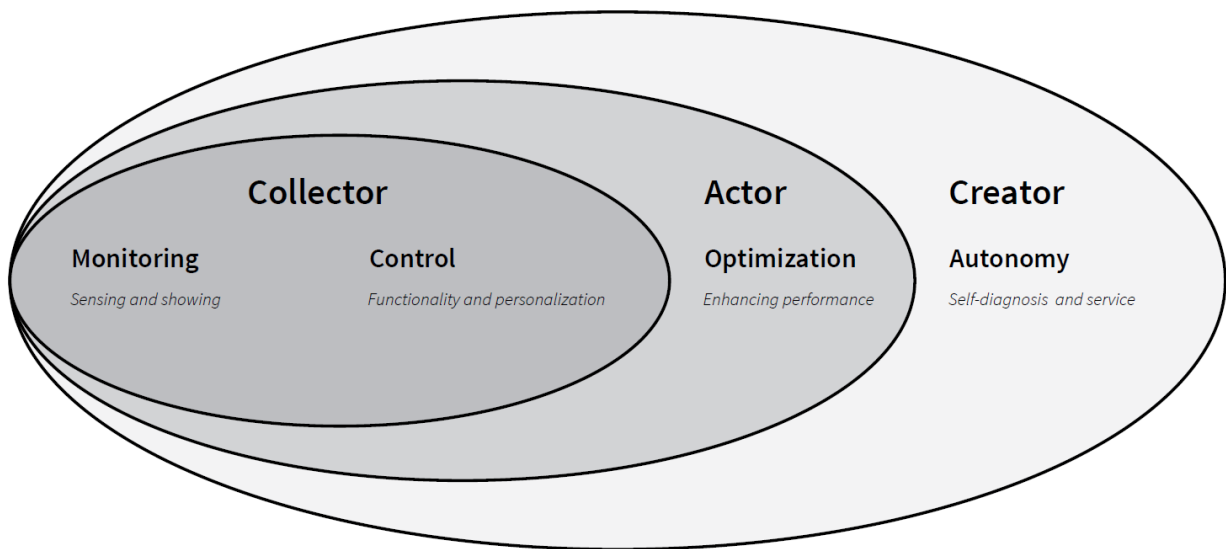 Collector
Monitoring
Sensing and showing
Control
Functionality and personalization
Actor
Optimization
Enhancing performance
Creator
Autonomy
Self-diagnosis and service